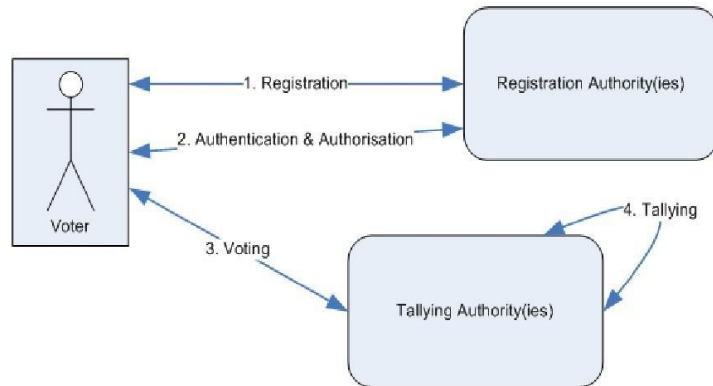 1. Registration
Registration Authority(ies)
2. Authentication & Authorisation
Voter
3. Voting
4. Tallying
Tallying Authority(ies)